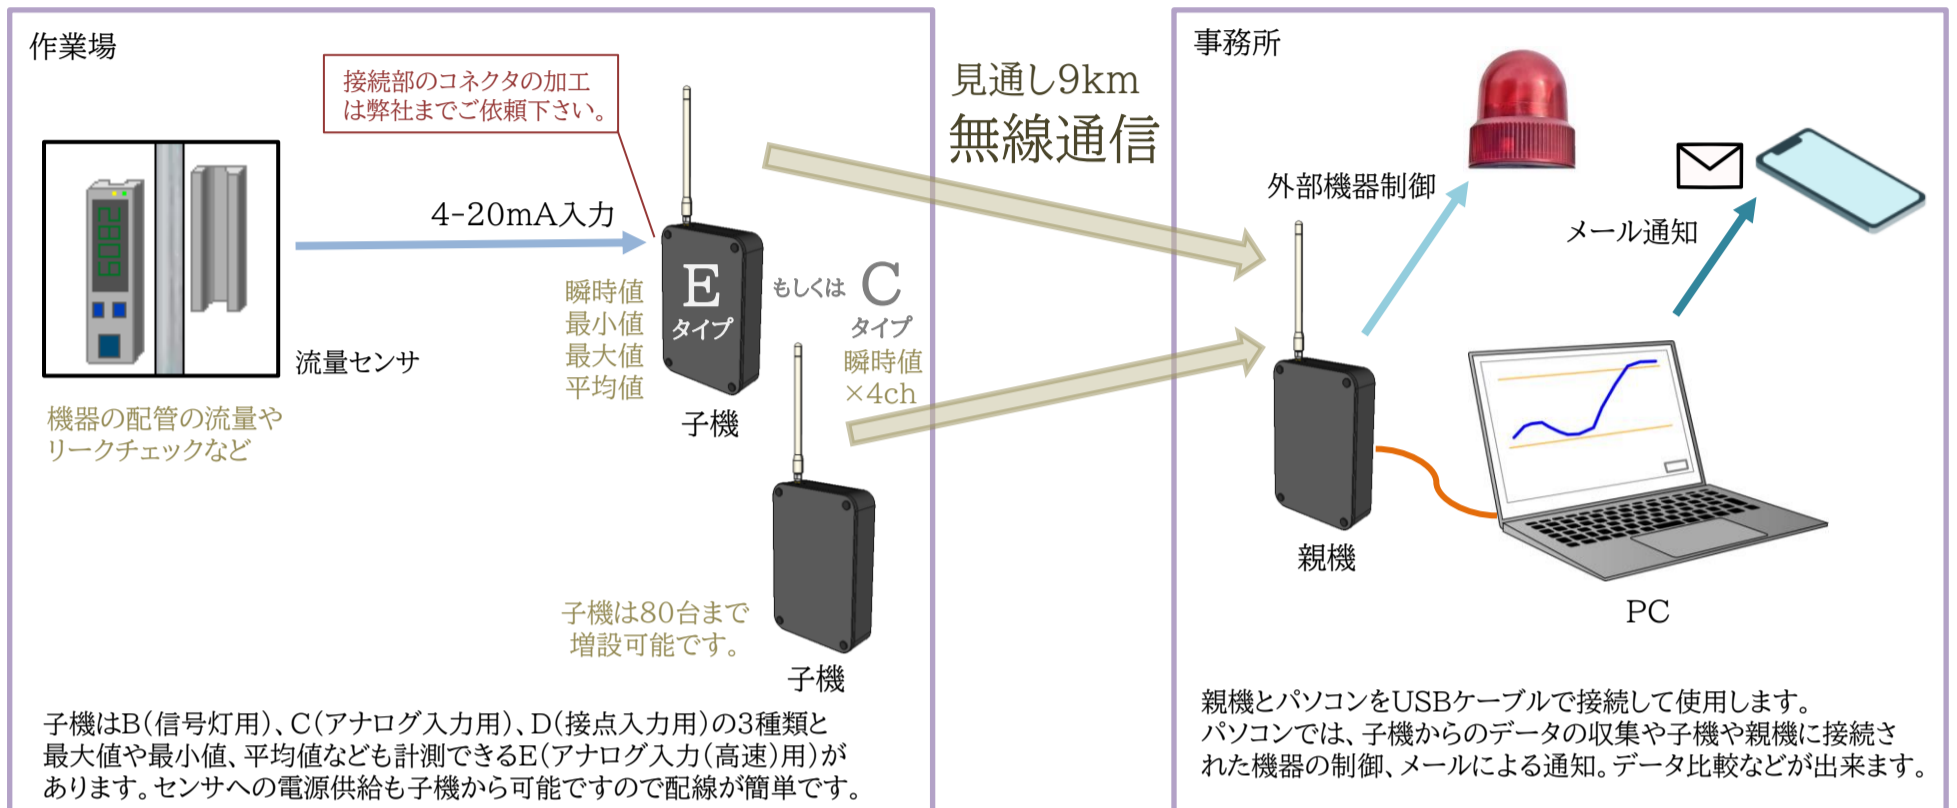 作業場
接続部のコネクタの加工
は弊社までご依頼下さい。
4-20mA入力
流量センサ
機器の配管の流量や
リークチェックなど
瞬時値
最小値
最大値
平均値
E
タイプ
もしくは
C
タイプ
瞬時値
×4ch
子機
子機は80台まで
増設可能です。
子機
子機はB(信号灯用)、C(アナログ入力用)、D(接点入力用)の3種類と
最大値や最小値、平均値なども計測できるE(アナログ入力(高速)用)が
あります。センサへの電源供給も子機から可能ですので配線が簡単です。
見通し9km
無線通信
事務所
外部機器制御
メール通知
親機
PC
親機とパソコンをUSBケーブルで接続して使用します。
パソコンでは、子機からのデータの収集や子機や親機に接続さ
れた機器の制御、メールによる通知。データ比較などが出来ます。